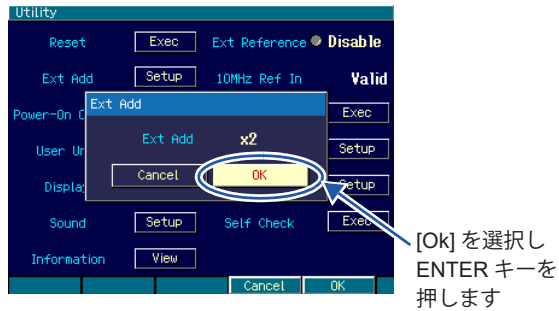 Utility
Reset Exec Ext Reference Disable
Ext Add Setup 10MHz Ref In Valid
Power-On Exec
Ext Add
Ext Add x2
User Setup
Cancel OK
Setup
Sound Setup Self Check Exec
Information View
Cancel OK
[Ok] を選択し
ENTER キーを
押します